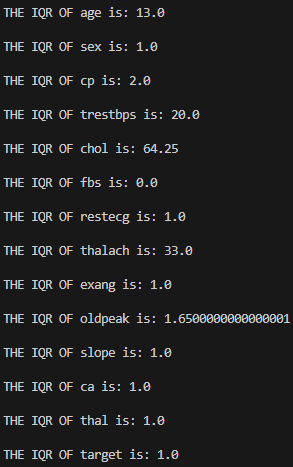 THE IQR OF age is: 13.0
THE IQR OF sex is: 1.0
THE IQR OF cp is: 2.0
THE IQR OF trestbps is: 20.0
THE IQR OF chol is: 64.25
THE IQR OF fbs is: 0.0
THE IQR OF restecg is: 1.0
THE IQR OF thalach is: 33.0
THE IQR OF exang is: 1.0
THE IQR OF oldpeak is: 1.6500000000000001
THE IQR OF slope is: 1.0
THE IQR OF ca is: 1.0
THE IQR OF thal is: 1.0
THE IQR OF target is: 1.0